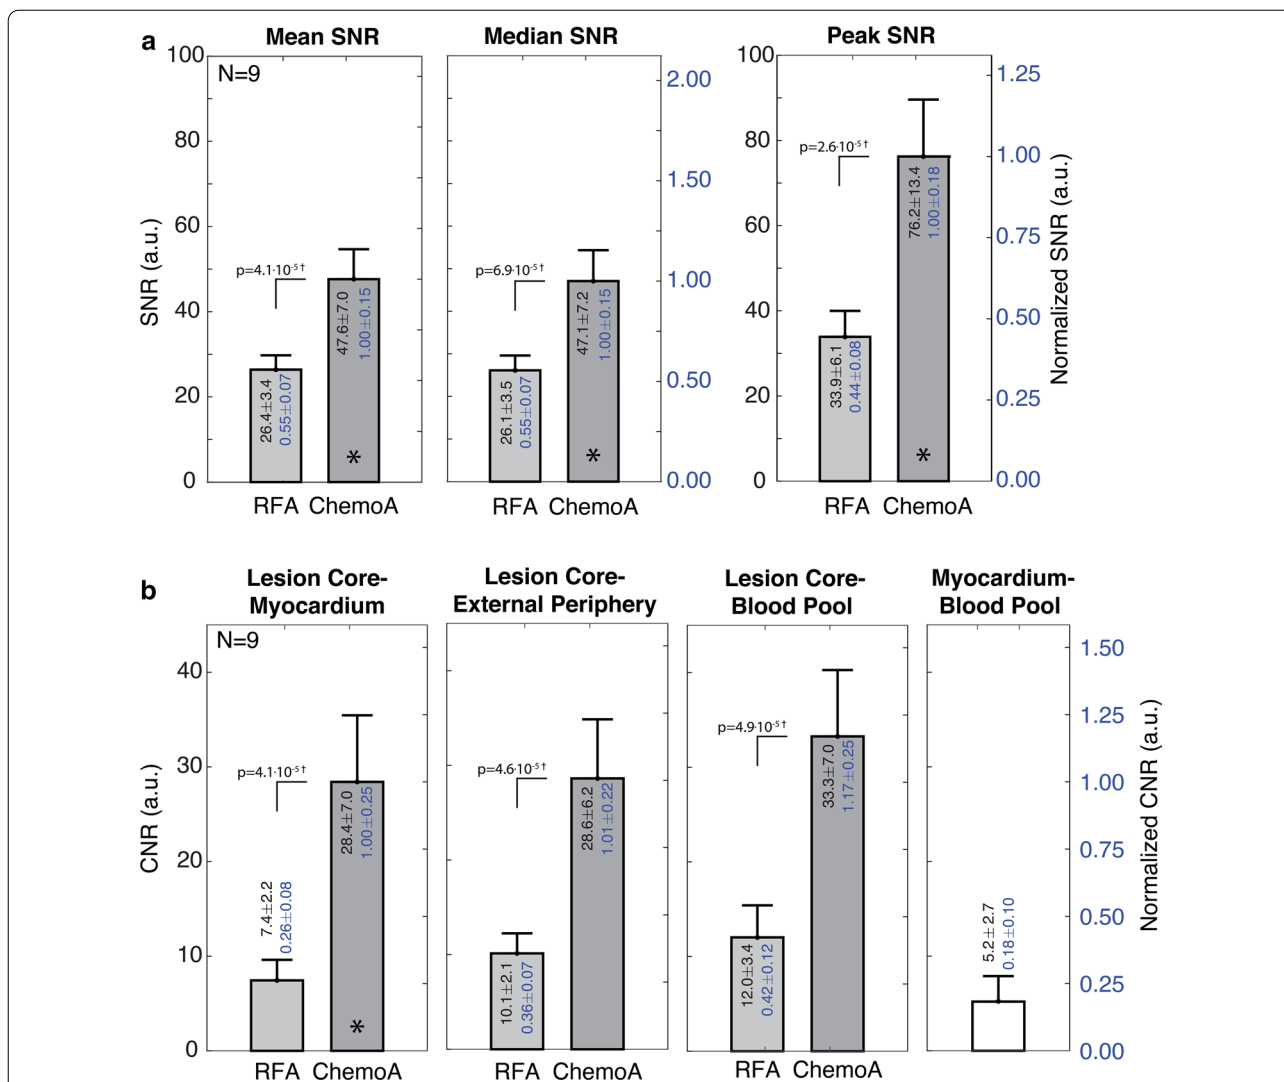 a
Mean SNR
Median SNR
Peak SNR
N=9
SNR (a.u.)
100
80
60
40
20
0
p=4.1·10⁻⁵†
26.4±3.4
0.55±0.07
47.6±7.0
1.00±0.15
*
RFA ChemoA
p=6.9·10⁻⁵†
26.1±3.5
0.55±0.07
47.1±7.2
1.00±0.15
*
RFA ChemoA
2.00
1.50
1.00
0.50
0.00
100
80
60
40
20
0
p=2.6·10⁻⁵†
33.9±6.1
0.44±0.08
76.2±13.4
1.00±0.18
*
RFA ChemoA
1.25
1.00
0.75
0.50
0.25
0.00
Normalized SNR (a.u.)
b
Lesion Core-
Myocardium
Lesion Core-
External Periphery
Lesion Core-
Blood Pool
Myocardium-
Blood Pool
N=9
CNR (a.u.)
40
30
20
10
0
p=4.1·10⁻⁵†
7.4±2.2
0.26±0.08
28.4±7.0
1.00±0.25
*
RFA ChemoA
p=4.6·10⁻⁵†
10.1±2.1
0.36±0.07
28.6±6.2
1.01±0.22
RFA ChemoA
p=4.9·10⁻⁵†
12.0±3.4
0.42±0.12
33.3±7.0
1.17±0.25
RFA ChemoA
5.2±2.7
0.18±0.10
1.50
1.25
1.00
0.75
0.50
0.25
0.00
Normalized CNR (a.u.)